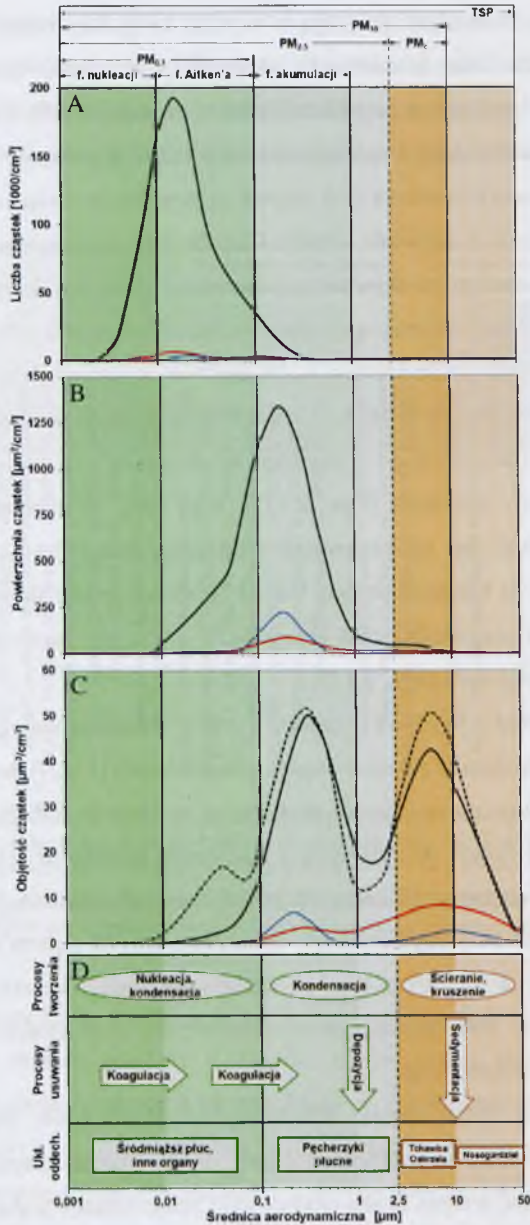 TSP
PM10
PM2.5
PMc
PM0.1
f. nukleacji
f. Aitken'a
f. akumulacji
A
Liczba cząstek [1000/cm³]
200
150
100
50
0
B
Powierzchnia cząstek [µm²/cm³]
1500
1250
1000
750
500
250
0
C
Objętość cząstek [µm³/cm³]
60
50
40
30
20
10
0
D
Procesy tworzenia
Nukleacja,
kondensacja
Kondensacja
Ścieranie,
kruszenie
Procesy usuwania
Koagulacja
Koagulacja
Depozycja
Sedymentacja
Ukł. oddech.
Śródmiąższ płuc,
inne organy
Pęcherzyki
płucne
Tchawica
Oskrzela
Nosogardziel
0,001
0,01
0,1
1
2,5
10
50
Średnica aerodynamiczna [µm]